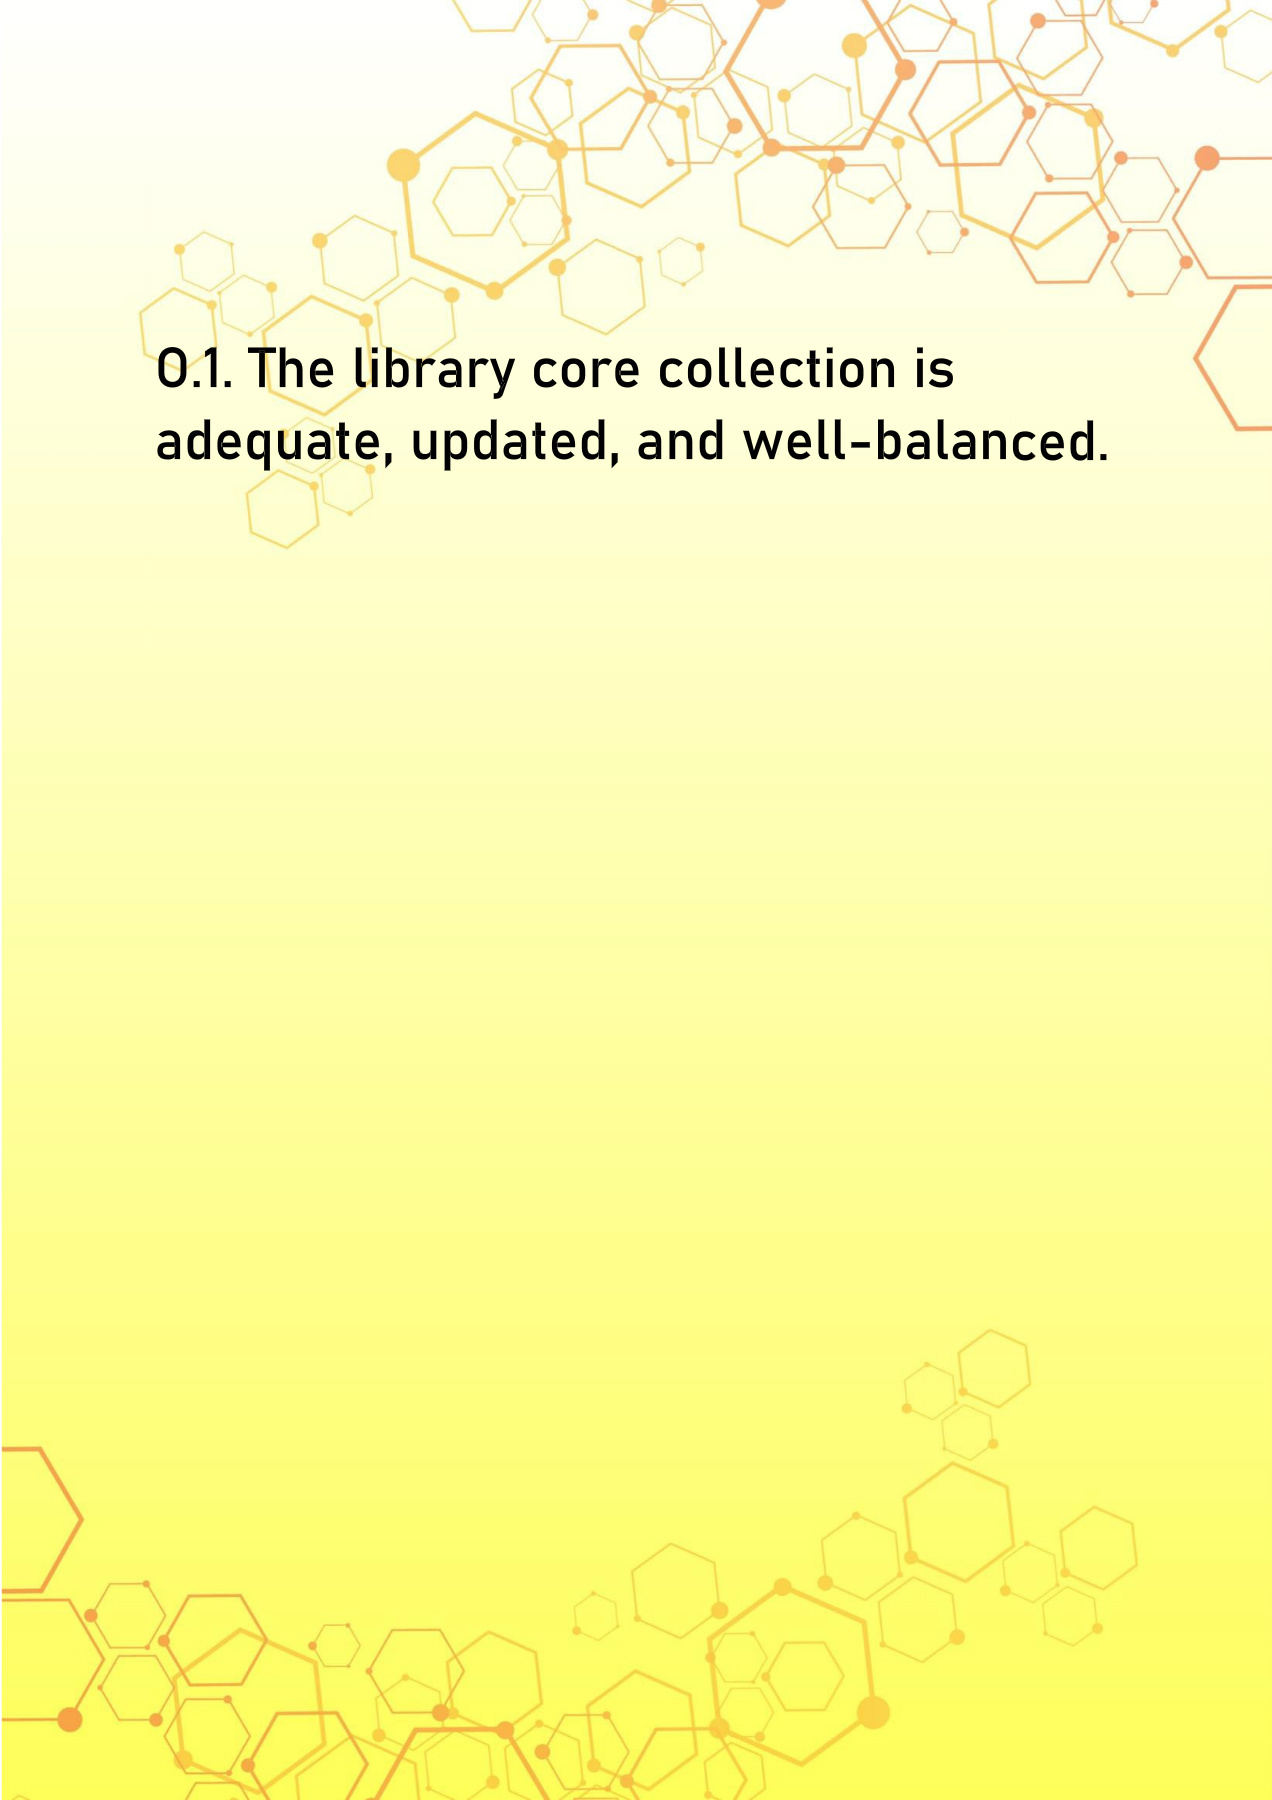 O.1. The library core collection is
adequate, updated, and well-balanced.